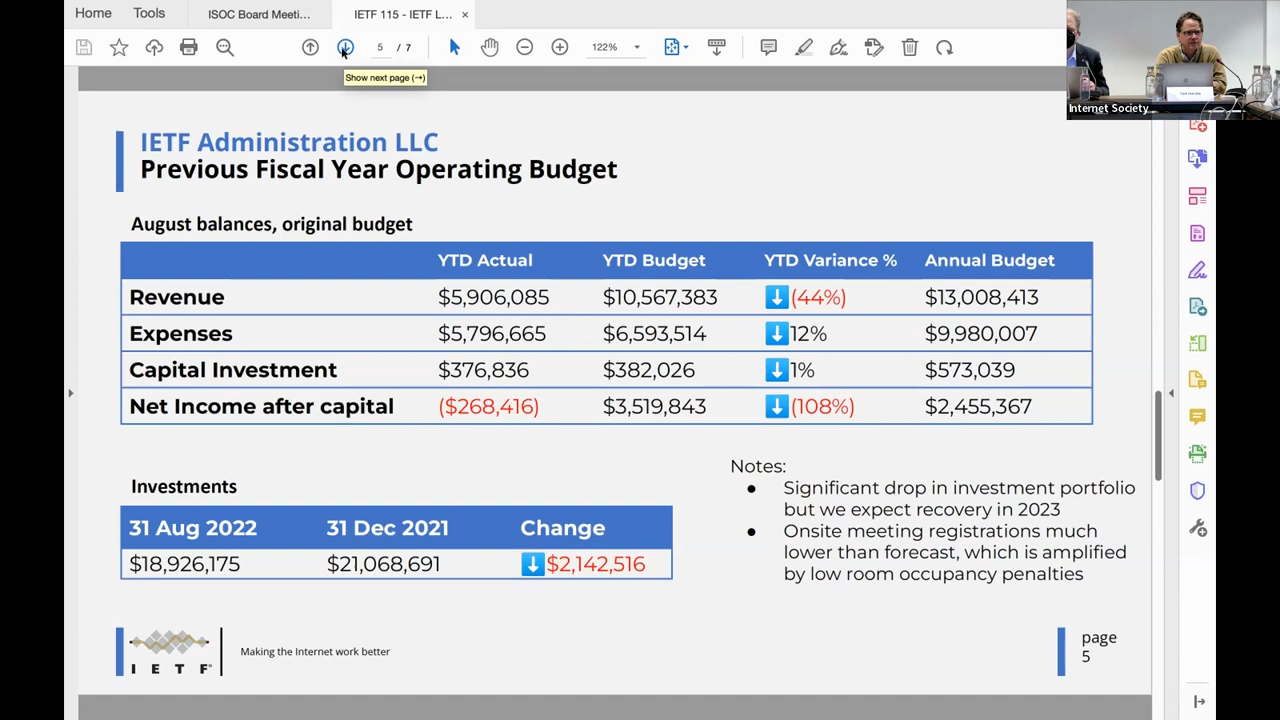 Home Tools ISOC Board Meeti... IETF 115 - IETF L... ×
5 / 7 122%
Show next page (→)
Internet Society
IETF Administration LLC
Previous Fiscal Year Operating Budget
August balances, original budget
YTD Actual YTD Budget YTD Variance % Annual Budget
Revenue $5,906,085 $10,567,383 ⬇(44%) $13,008,413
Expenses $5,796,665 $6,593,514 ⬇12% $9,980,007
Capital Investment $376,836 $382,026 ⬇1% $573,039
Net Income after capital ($268,416) $3,519,843 ⬇(108%) $2,455,367
Investments
31 Aug 2022 31 Dec 2021 Change
$18,926,175 $21,068,691 ⬇$2,142,516
Notes:
● Significant drop in investment portfolio
but we expect recovery in 2023
● Onsite meeting registrations much
lower than forecast, which is amplified
by low room occupancy penalties
I E T F®
Making the Internet work better
page
5